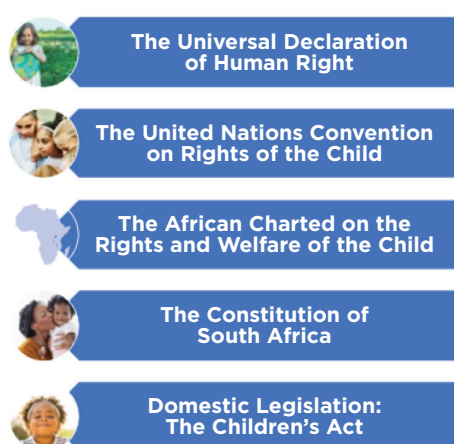 The Universal Declaration
of Human Right
The United Nations Convention
on Rights of the Child
The African Charted on the
Rights and Welfare of the Child
The Constitution of
South Africa
Domestic Legislation:
The Children's Act